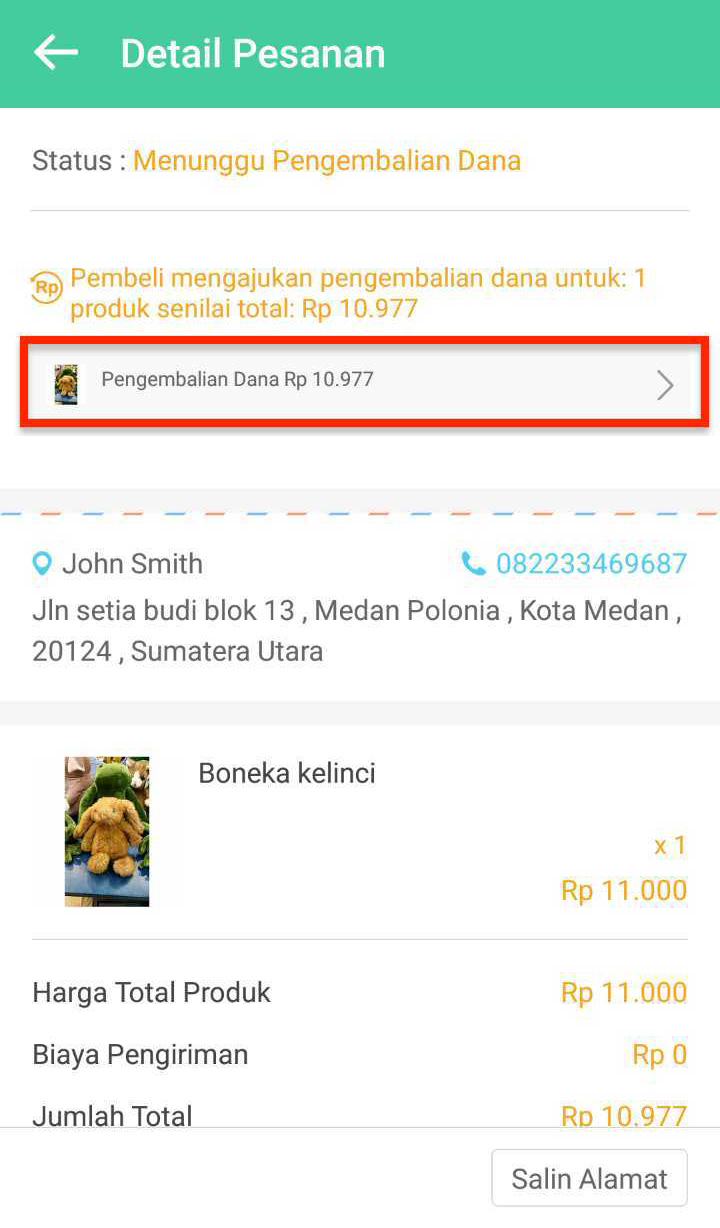 Detail Pesanan
Status : Menunggu Pengembalian Dana
Rp Pembeli mengajukan pengembalian dana untuk: 1
produk senilai total: Rp 10.977
Pengembalian Dana Rp 10.977
John Smith 082233469687
Jln setia budi blok 13 , Medan Polonia , Kota Medan ,
20124 , Sumatera Utara
Boneka kelinci
x 1
Rp 11.000
Harga Total Produk Rp 11.000
Biaya Pengiriman Rp 0
Jumlah Total Rp 10.977
Salin Alamat